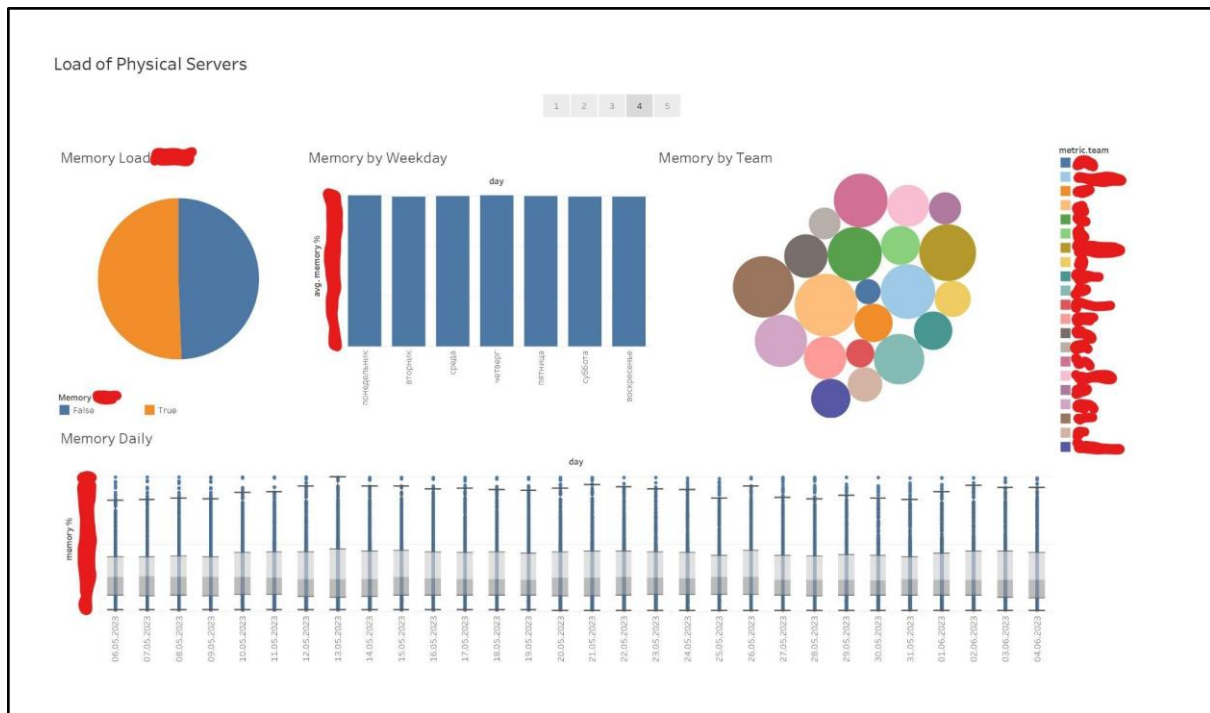 Load of Physical Servers
1 2 3 4 5
Memory Load
Memory by Weekday
Memory by Team
metric.team
day
avg. memory %
понедельник
вторник
среда
четверг
пятница
суббота
воскресенье
Memory
False True
Memory Daily
day
memory %
06.05.2023
07.05.2023
08.05.2023
09.05.2023
10.05.2023
11.05.2023
12.05.2023
13.05.2023
14.05.2023
15.05.2023
16.05.2023
17.05.2023
18.05.2023
19.05.2023
20.05.2023
21.05.2023
22.05.2023
23.05.2023
24.05.2023
25.05.2023
26.05.2023
27.05.2023
28.05.2023
29.05.2023
30.05.2023
31.05.2023
01.06.2023
02.06.2023
03.06.2023
04.06.2023